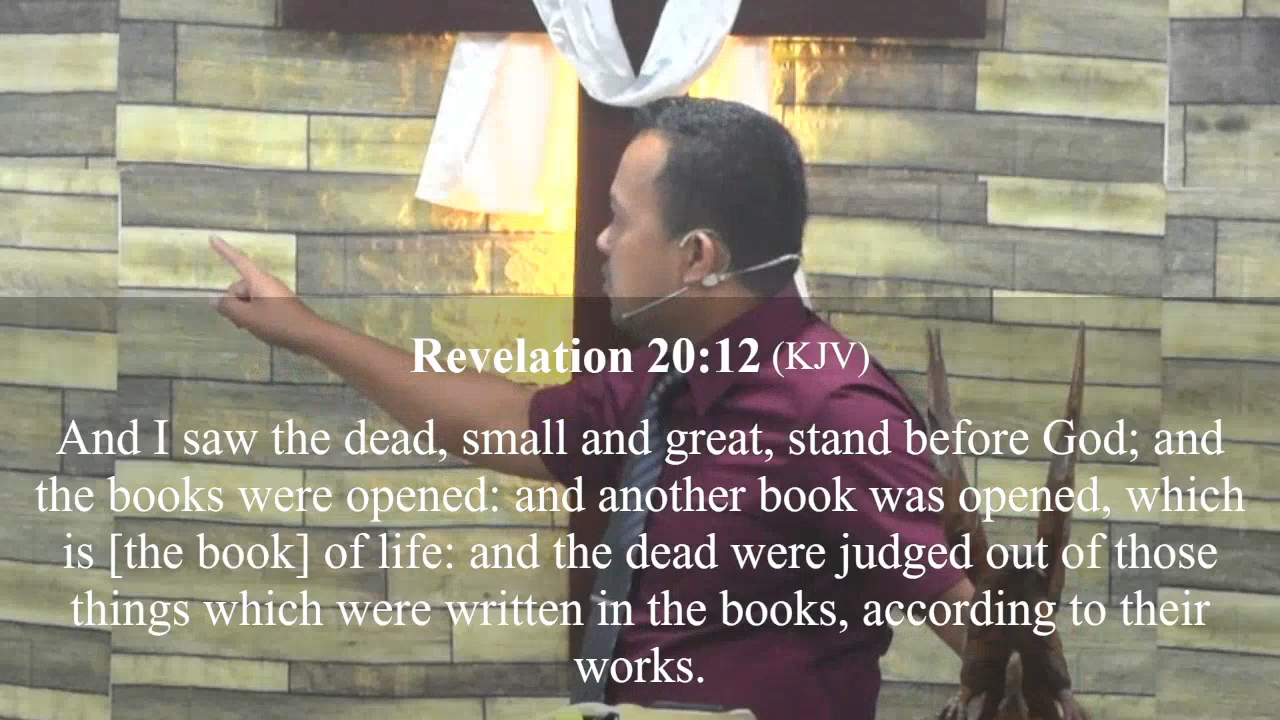 Revelation 20:12 (KJV)
And I saw the dead, small and great, stand before God; and
the books were opened: and another book was opened, which
is [the book] of life: and the dead were judged out of those
things which were written in the books, according to their
works.